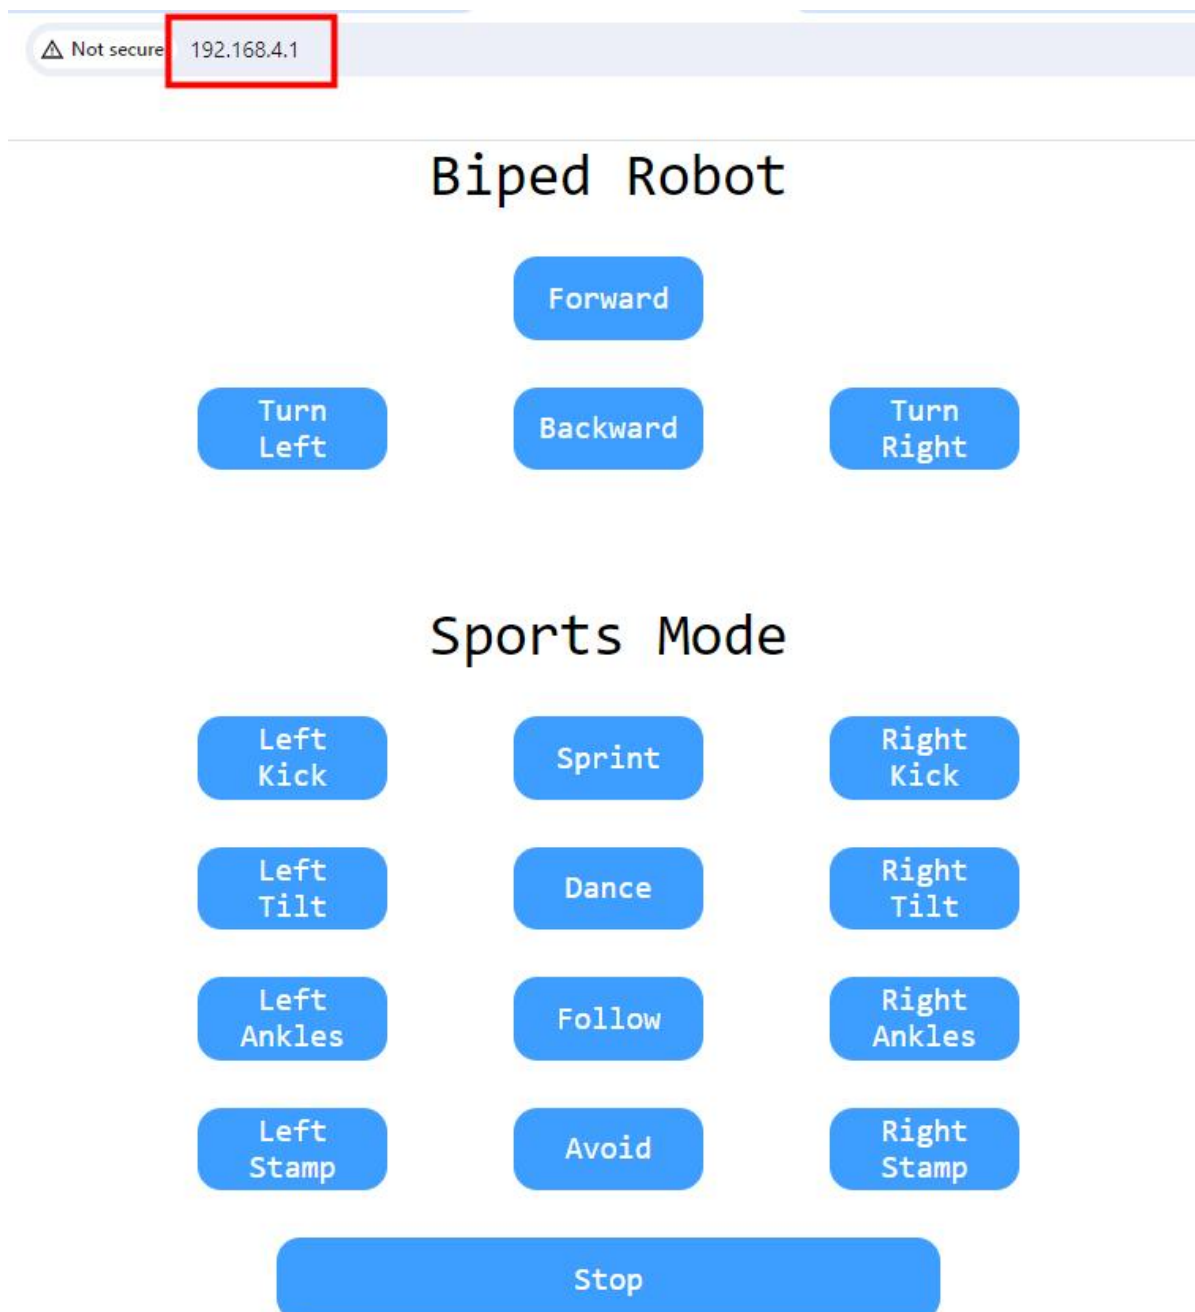 Not secure 192.168.4.1
Biped Robot
Forward
Turn
Left
Backward
Turn
Right
Sports Mode
Left
Kick
Sprint
Right
Kick
Left
Tilt
Dance
Right
Tilt
Left
Ankles
Follow
Right
Ankles
Left
Stamp
Avoid
Right
Stamp
Stop